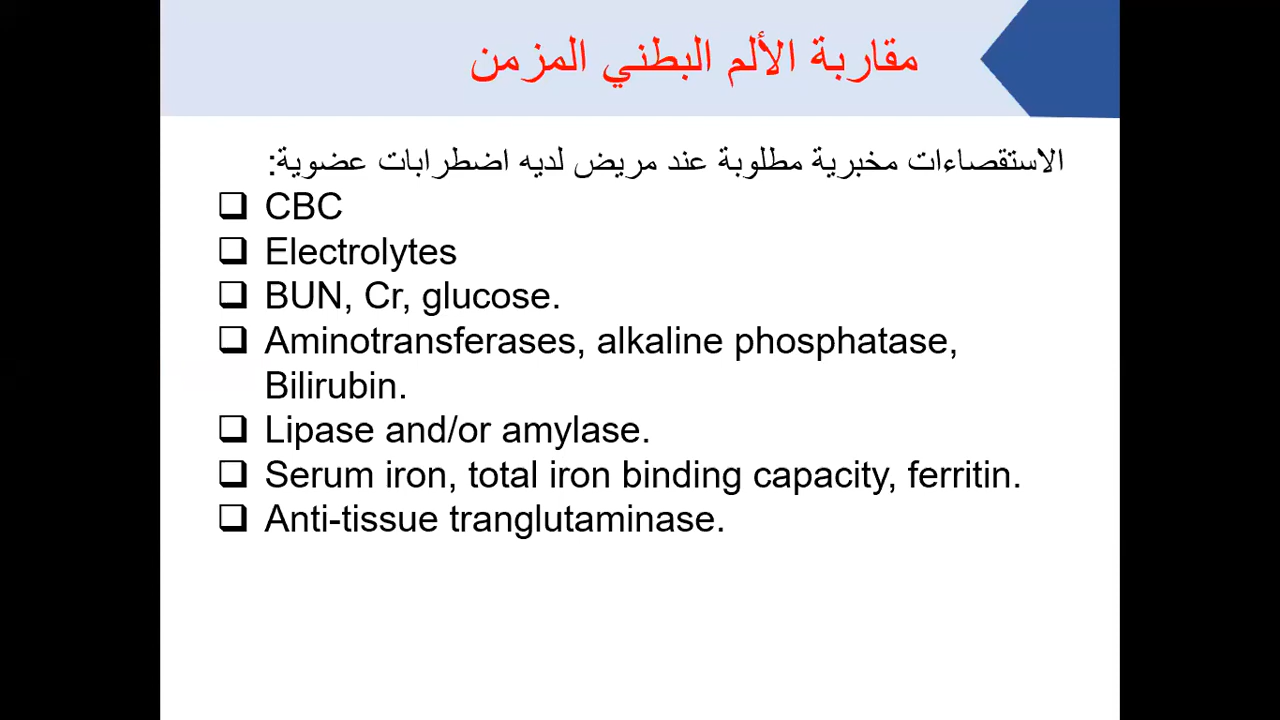 مقاربة الألم البطني المزمن
الاستقصاءات مخبرية مطلوبة عند مريض لديه اضطرابات عضوية:
❑ CBC
❑ Electrolytes
❑ BUN, Cr, glucose.
❑ Aminotransferases, alkaline phosphatase,
Bilirubin.
❑ Lipase and/or amylase.
❑ Serum iron, total iron binding capacity, ferritin.
❑ Anti-tissue tranglutaminase.